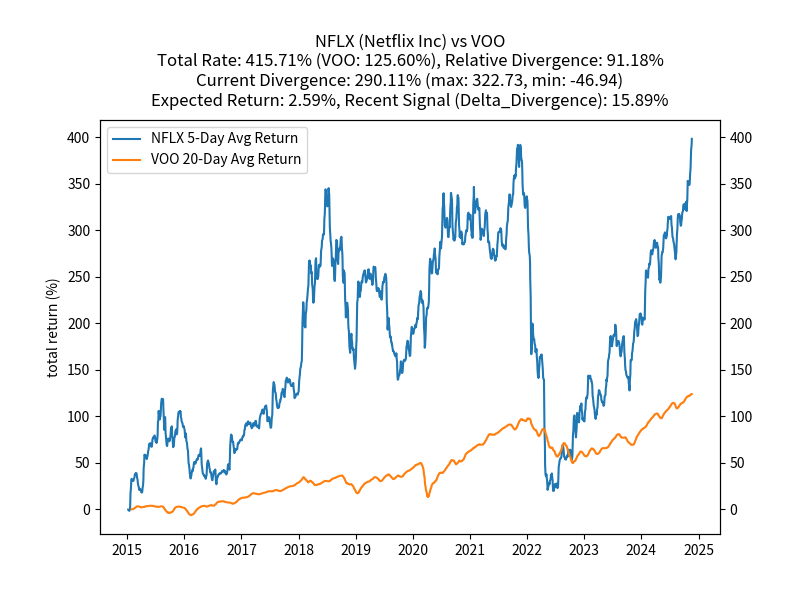 NFLX (Netflix Inc) vs VOO
Total Rate: 415.71% (VOO: 125.60%), Relative Divergence: 91.18%
Current Divergence: 290.11% (max: 322.73, min: -46.94)
Expected Return: 2.59%, Recent Signal (Delta_Divergence): 15.89%
NFLX 5-Day Avg Return
VOO 20-Day Avg Return
total return (%)
400
350
300
250
200
150
100
50
0
400
350
300
250
200
150
100
50
0
2015 2016 2017 2018 2019 2020 2021 2022 2023 2024 2025